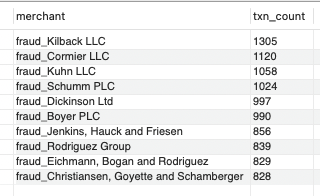 merchant txn_count
fraud_Kilback LLC 1305
fraud_Cormier LLC 1120
fraud_Kuhn LLC 1058
fraud_Schumm PLC 1024
fraud_Dickinson Ltd 997
fraud_Boyer PLC 990
fraud_Jenkins, Hauck and Friesen 856
fraud_Rodriguez Group 839
fraud_Eichmann, Bogan and Rodriguez 829
fraud_Christiansen, Goyette and Schamberger 828